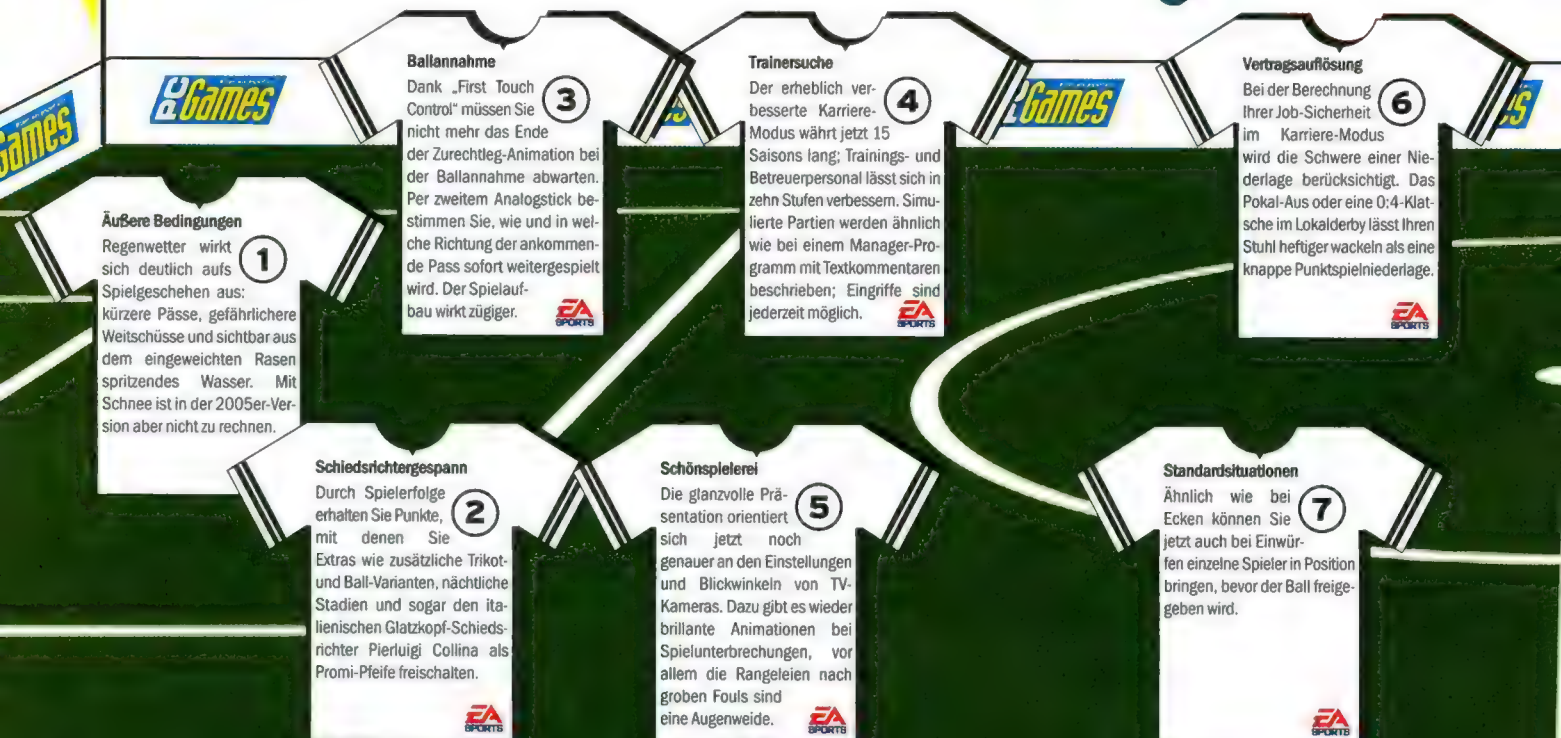 PC Games
Games
Games
Games
Äußere Bedingungen
1
Regenwetter wirkt
sich deutlich aufs
Spielgeschehen aus:
kürzere Pässe, gefährlichere
Weitschüsse und sichtbar aus
dem eingeweichten Rasen
spritzendes Wasser. Mit
Schnee ist in der 2005er-Ver-
sion aber nicht zu rechnen.
Schiedsrichtergespann
2
Durch Spielerfolge
erhalten Sie Punkte,
mit denen Sie
Extras wie zusätzliche Trikot-
und Ball-Varianten, nächtliche
Stadien und sogar den ita-
lienischen Glatzkopf-Schieds-
richter Pierluigi Collina als
Promi-Pfeife freischalten.
EA
SPORTS
Ballannahme
3
Dank „First Touch
Control“ müssen Sie
nicht mehr das Ende
der Zurechtleg-Animation bei
der Ballannahme abwarten.
Per zweitem Analogstick be-
stimmen Sie, wie und in wel-
che Richtung der ankommen-
de Pass sofort weitergespielt
wird. Der Spielauf-
bau wirkt zügiger.
EA
SPORTS
Trainersuche
4
Der erheblich ver-
besserte Karriere-
Modus währt jetzt 15
Saisons lang; Trainings- und
Betreuerpersonal lässt sich in
zehn Stufen verbessern. Simu-
lierte Partien werden ähnlich
wie bei einem Manager-Pro-
gramm mit Textkommentaren
beschrieben; Eingriffe sind
jederzeit möglich.
EA
SPORTS
Schönspielerei
5
Die glanzvolle Prä-
sentation orientiert
sich jetzt noch
genauer an den Einstellungen
und Blickwinkeln von TV-
Kameras. Dazu gibt es wieder
brillante Animationen bei
Spielunterbrechungen, vor
allem die Rangeleien nach
groben Fouls sind
eine Augenweide.
EA
SPORTS
Vertragsauflösung
6
Bei der Berechnung
Ihrer Job-Sicherheit
im Karriere-Modus
wird die Schwere einer Nie-
derlage berücksichtigt. Das
Pokal-Aus oder eine 0:4-Klat-
sche im Lokalderby lässt Ihren
Stuhl heftiger wackeln als eine
knappe Punktspielniederlage.
EA
SPORTS
Standardsituationen
7
Ähnlich wie bei
Ecken können Sie
jetzt auch bei Einwür-
fen einzelne Spieler in Position
bringen, bevor der Ball freige-
geben wird.
EA
SPORTS